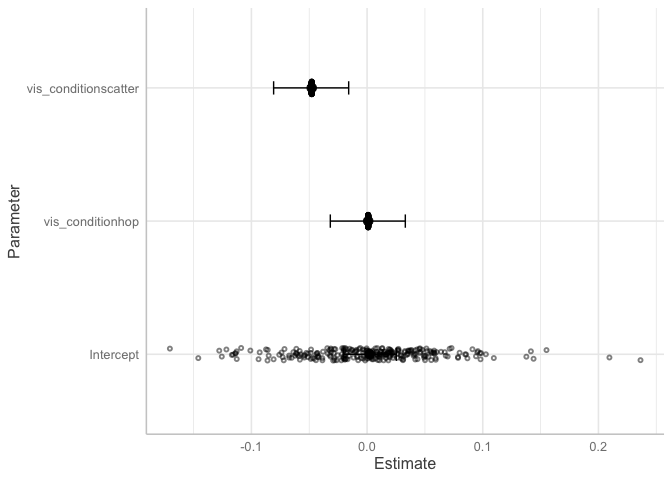 vis_conditionscatter
vis_conditionhop
Intercept
Parameter
-0.1 0.0 0.1 0.2
Estimate